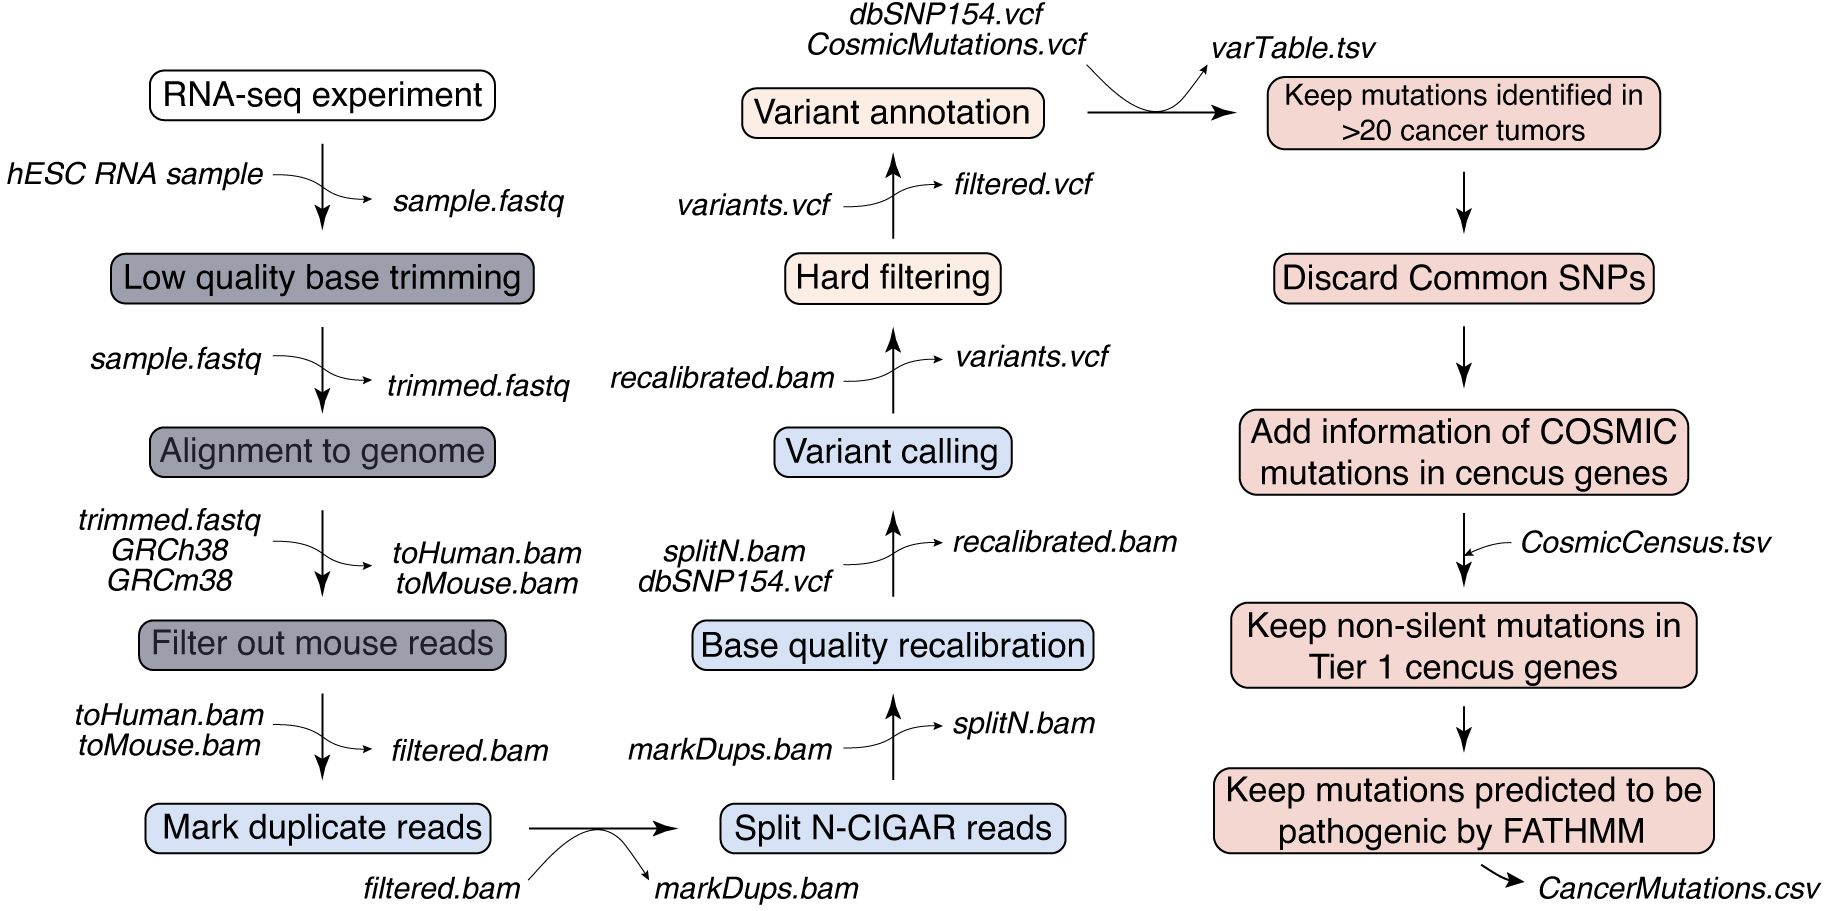 RNA-seq experiment
hESC RNA sample
sample.fastq
Low quality base trimming
sample.fastq
trimmed.fastq
Alignment to genome
trimmed.fastq
GRCh38
GRCm38
toHuman.bam
toMouse.bam
Filter out mouse reads
toHuman.bam
toMouse.bam
filtered.bam
Mark duplicate reads
filtered.bam
markDups.bam
Split N-CIGAR reads
markDups.bam
splitN.bam
Base quality recalibration
splitN.bam
dbSNP154.vcf
recalibrated.bam
Variant calling
recalibrated.bam
variants.vcf
Hard filtering
variants.vcf
filtered.vcf
Variant annotation
dbSNP154.vcf
CosmicMutations.vcf
varTable.tsv
Keep mutations identified in
>20 cancer tumors
Discard Common SNPs
Add information of COSMIC
mutations in cencus genes
CosmicCensus.tsv
Keep non-silent mutations in
Tier 1 cencus genes
Keep mutations predicted to be
pathogenic by FATHMM
CancerMutations.csv